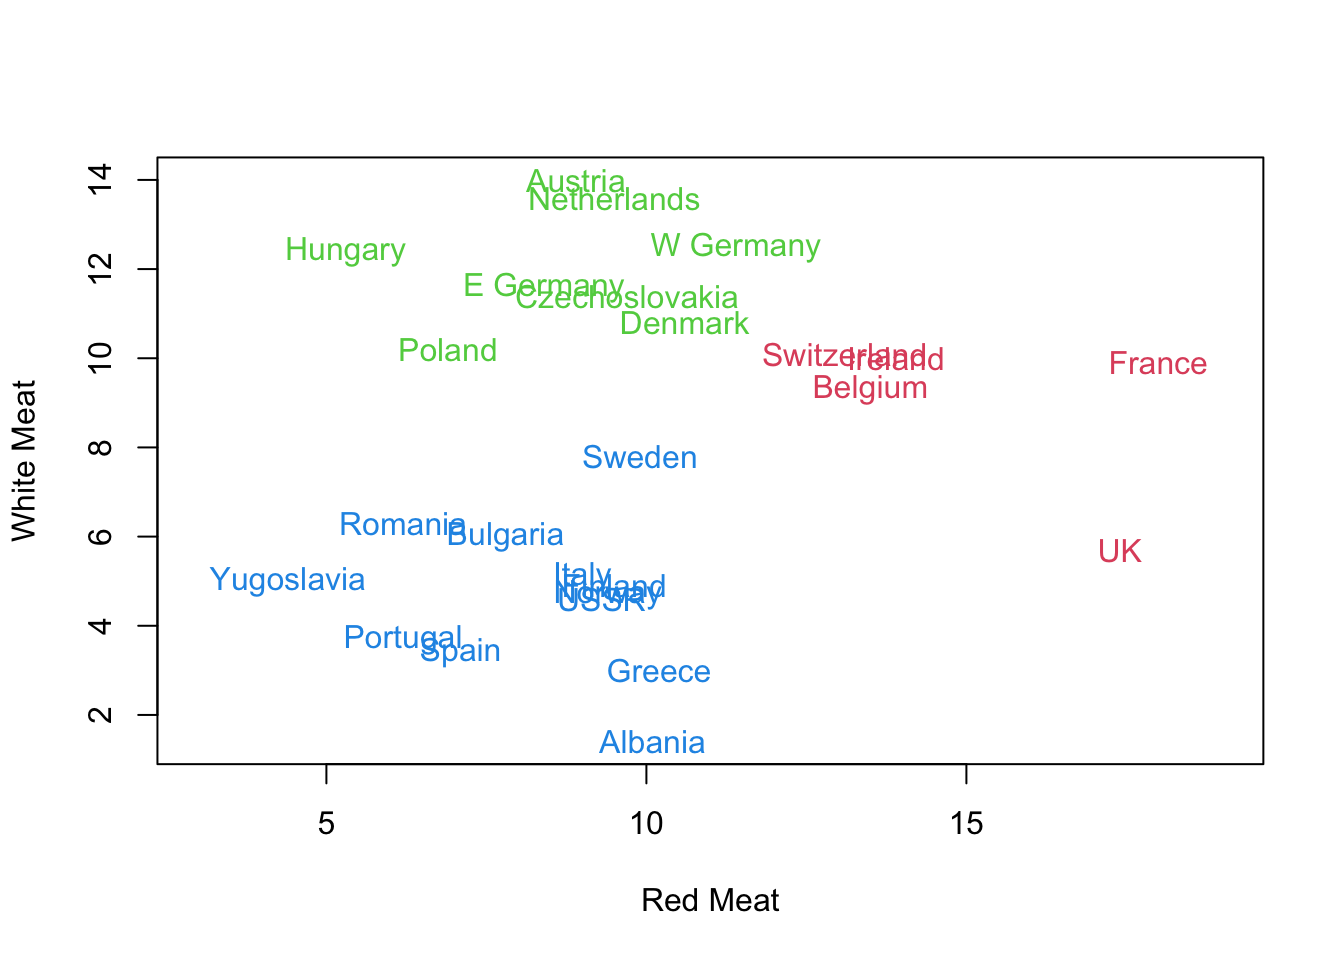 14
12
10
8
6
4
2
White Meat
Austria
Netherlands
Hungary
W Germany
E Germany
Czechoslovakia
Denmark
Poland
Switzerland
Ireland
France
Belgium
Sweden
Romania
Bulgaria
UK
Yugoslavia
Italy
Finland
Norway
USSR
Portugal
Spain
Greece
Albania
5 10 15
Red Meat